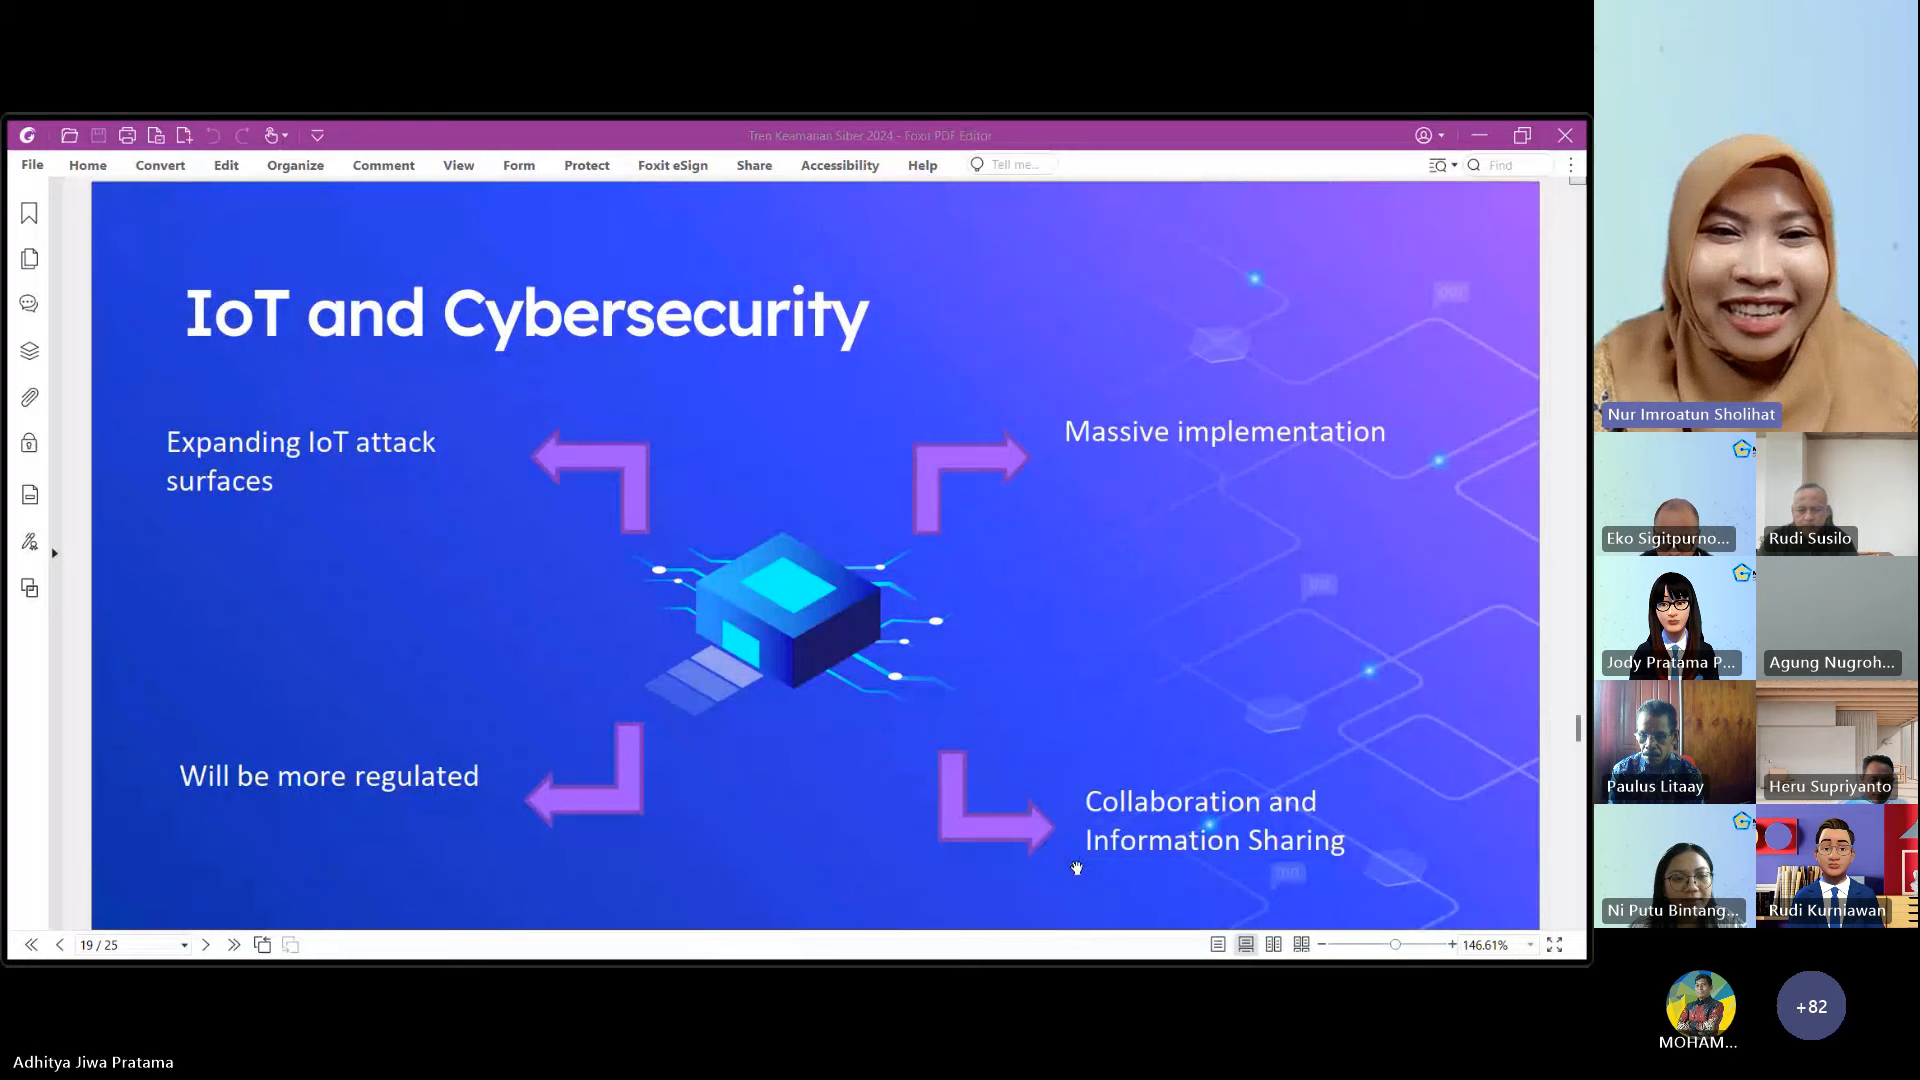 Tren Keamanan Siber 2024 - Foxit PDF Editor
File Home Convert Edit Organize Comment View Form Protect Foxit eSign Share Accessibility Help Tell me... Find
IoT and Cybersecurity
Expanding IoT attack
surfaces
Massive implementation
Will be more regulated
Collaboration and
Information Sharing
19 / 25
146.61%
Nur Imroatun Sholihat
Eko Sigitpurno...
Rudi Susilo
Jody Pratama P...
Agung Nugroh...
Paulus Litaay
Heru Supriyanto
Ni Putu Bintang...
Rudi Kurniawan
MOHAM...
+82
Adhitya Jiwa Pratama